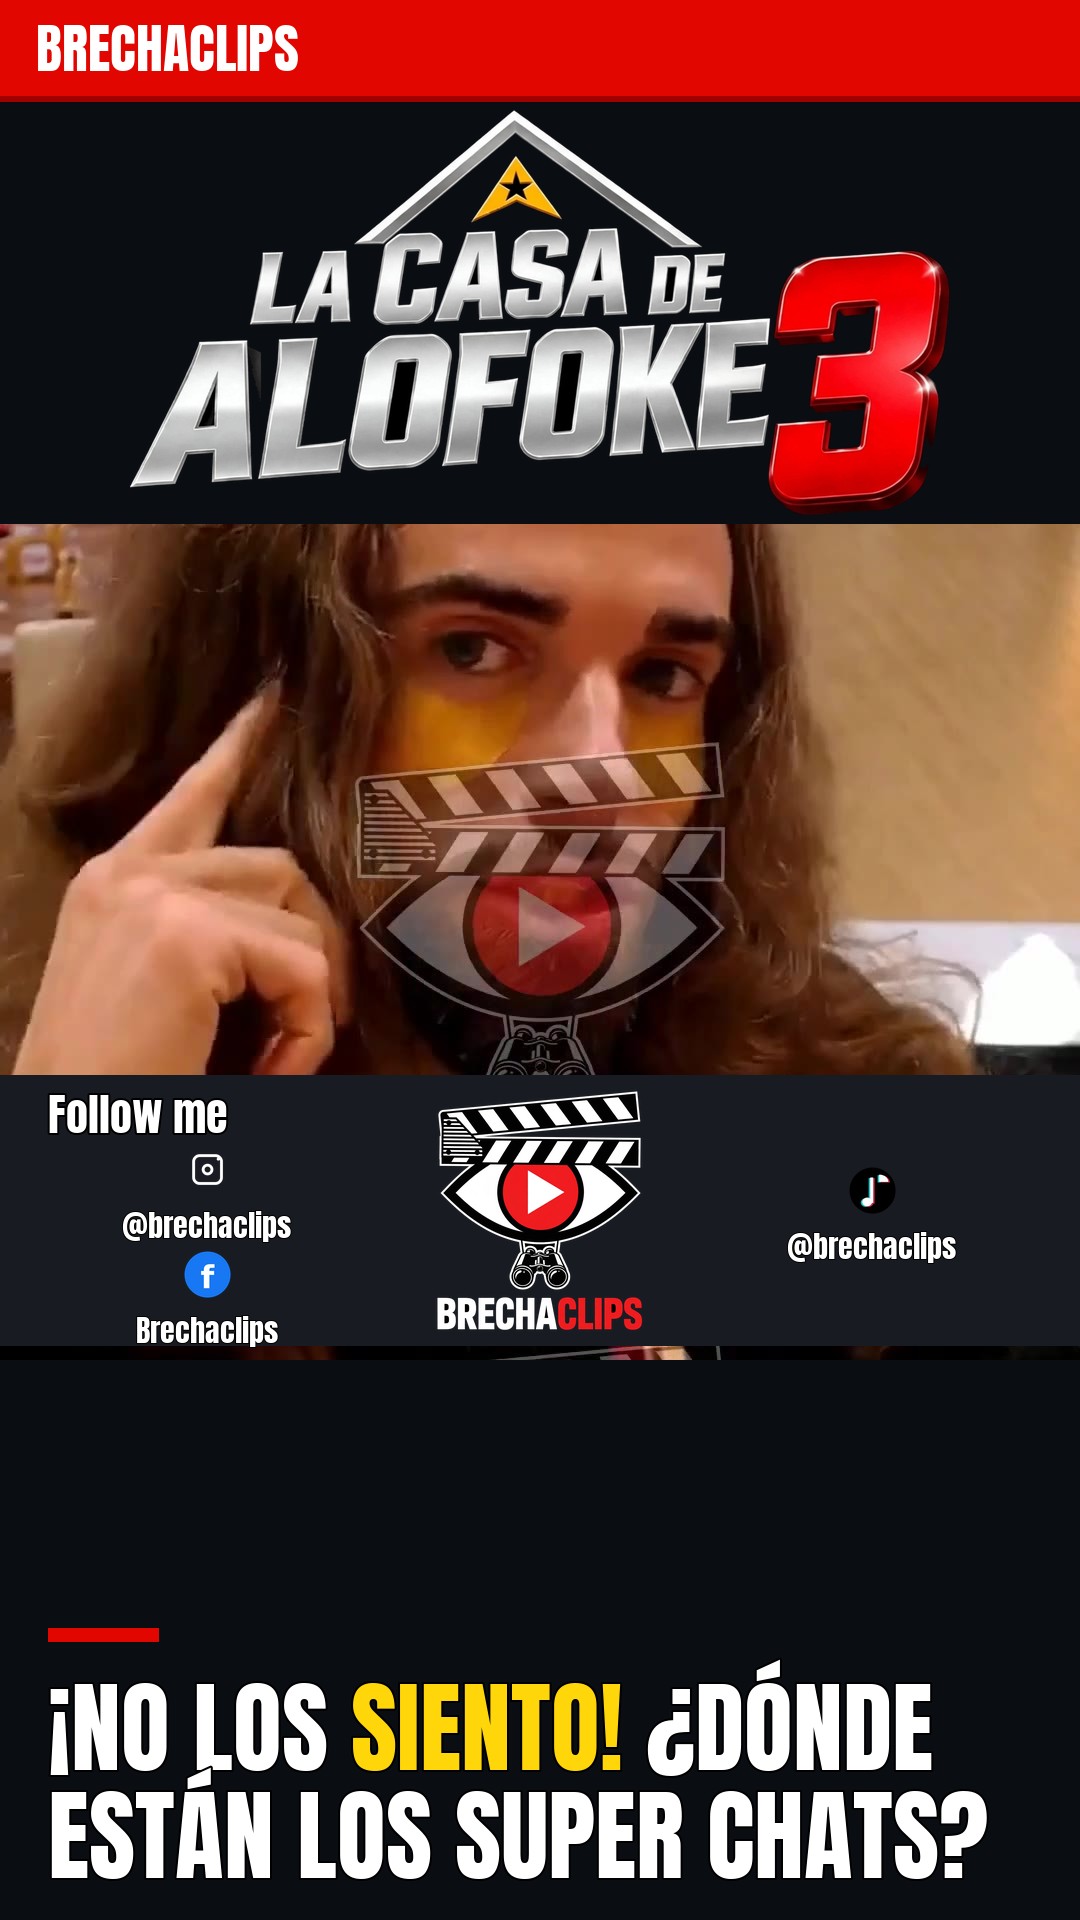 BRECHACLIPS
LA CASA DE
ALOFOKE 3
Follow me
@brechaclips
Brechaclips
BRECHACLIPS
@brechaclips
¡NO LOS SIENTO! ¿DÓNDE
ESTÁN LOS SUPER CHATS?